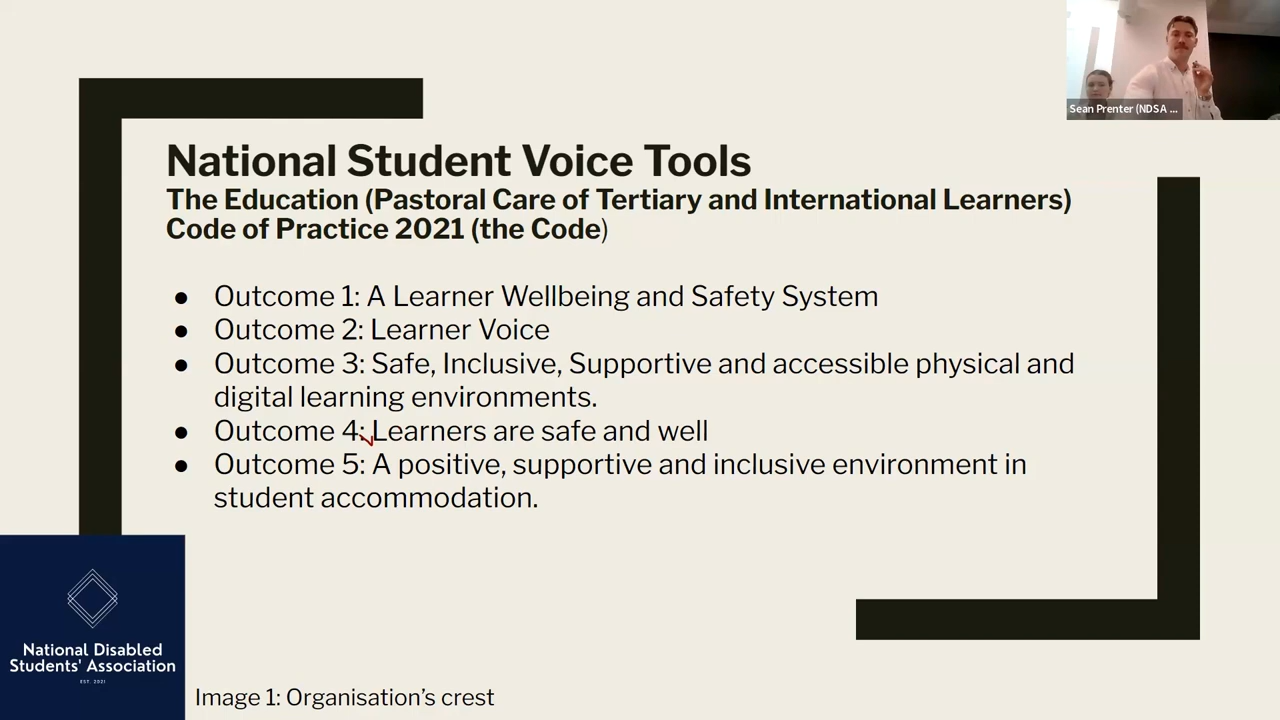 Sean Prenter (NDSA ...
National Student Voice Tools
The Education (Pastoral Care of Tertiary and International Learners)
Code of Practice 2021 (the Code)
● Outcome 1: A Learner Wellbeing and Safety System
● Outcome 2: Learner Voice
● Outcome 3: Safe, Inclusive, Supportive and accessible physical and
digital learning environments.
● Outcome 4: Learners are safe and well
● Outcome 5: A positive, supportive and inclusive environment in
student accommodation.
National Disabled
Students' Association
EST. 2021
Image 1: Organisation's crest